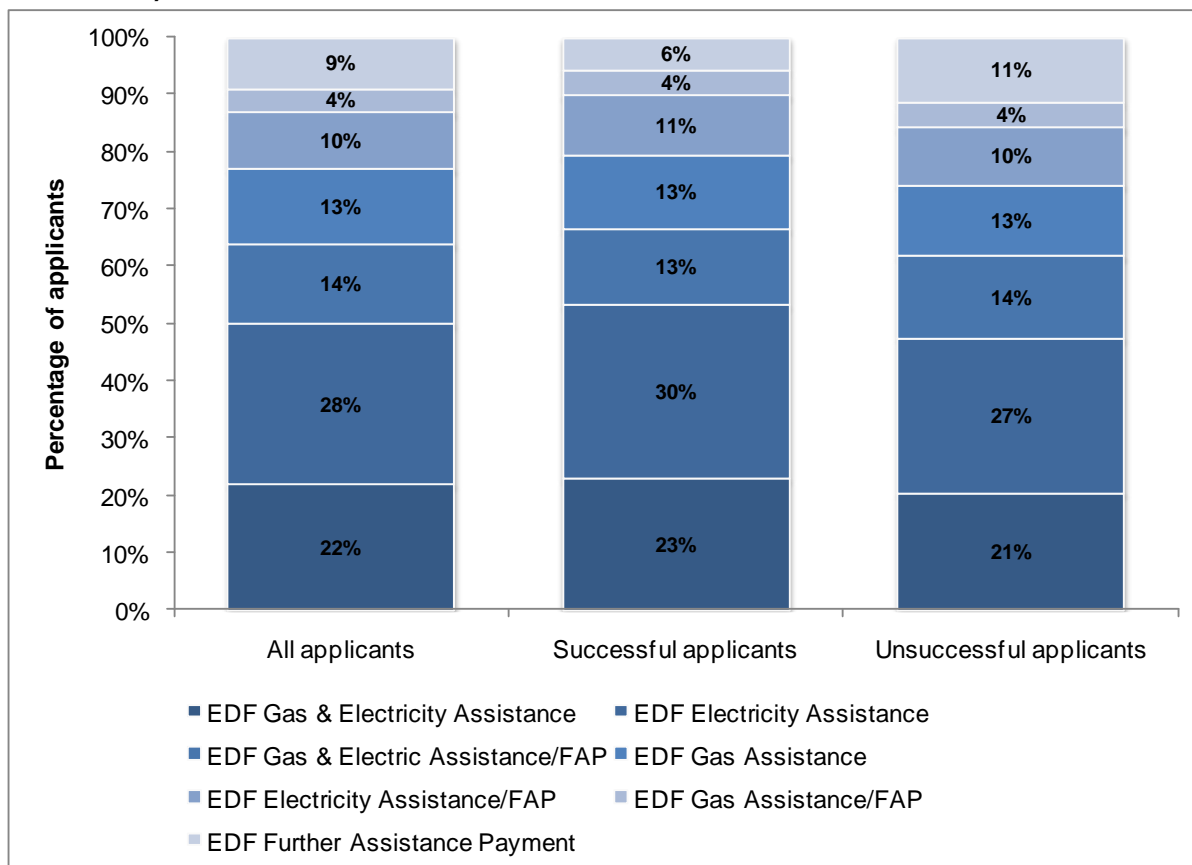 100%
90%
80%
70%
60%
50%
40%
30%
20%
10%
0%
Percentage of applicants
9%
4%
10%
13%
14%
28%
22%
6%
4%
11%
13%
13%
30%
23%
11%
4%
10%
13%
14%
27%
21%
All applicants
Successful applicants
Unsuccessful applicants
EDF Gas & Electricity Assistance
EDF Electricity Assistance
EDF Gas & Electric Assistance/FAP
EDF Gas Assistance
EDF Electricity Assistance/FAP
EDF Gas Assistance/FAP
EDF Further Assistance Payment